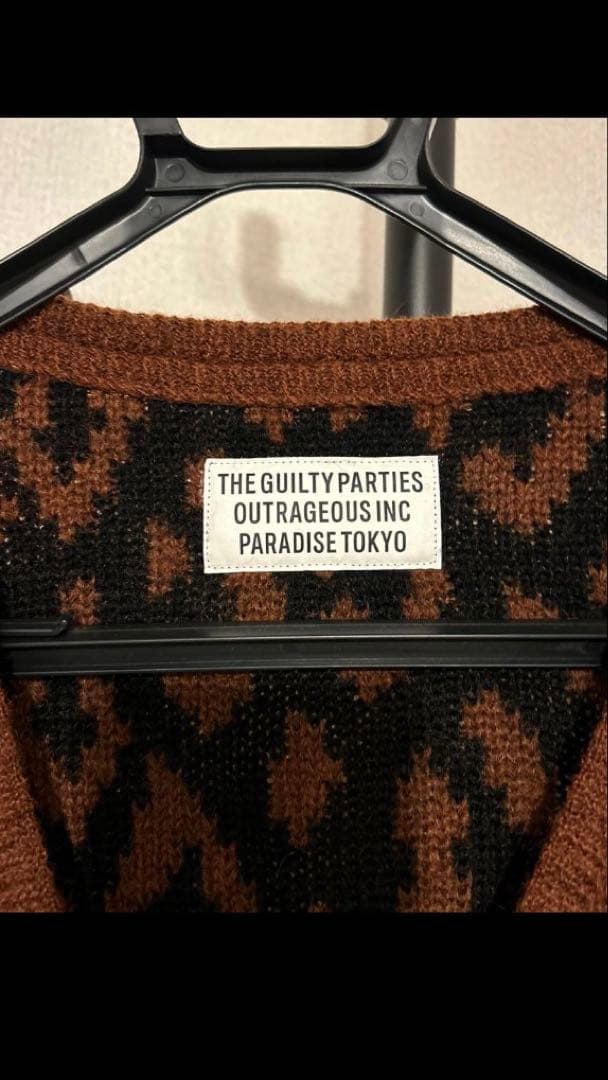 THE GUILTY PARTIES
OUTRAGEOUS INC
PARADISE TOKYO